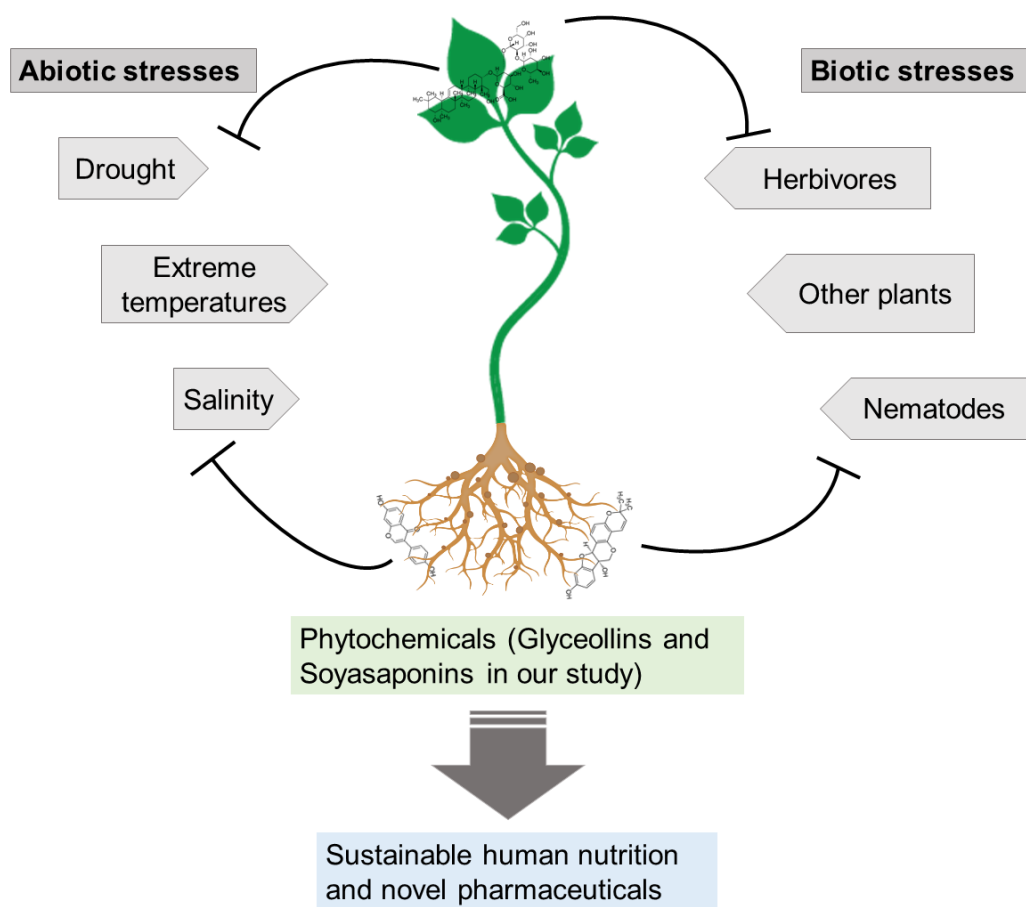 Abiotic stresses
Biotic stresses
Drought
Herbivores
Extreme
temperatures
Other plants
Salinity
Nematodes
Phytochemicals (Glyceollins and
Soyasaponins in our study)
Sustainable human nutrition
and novel pharmaceuticals